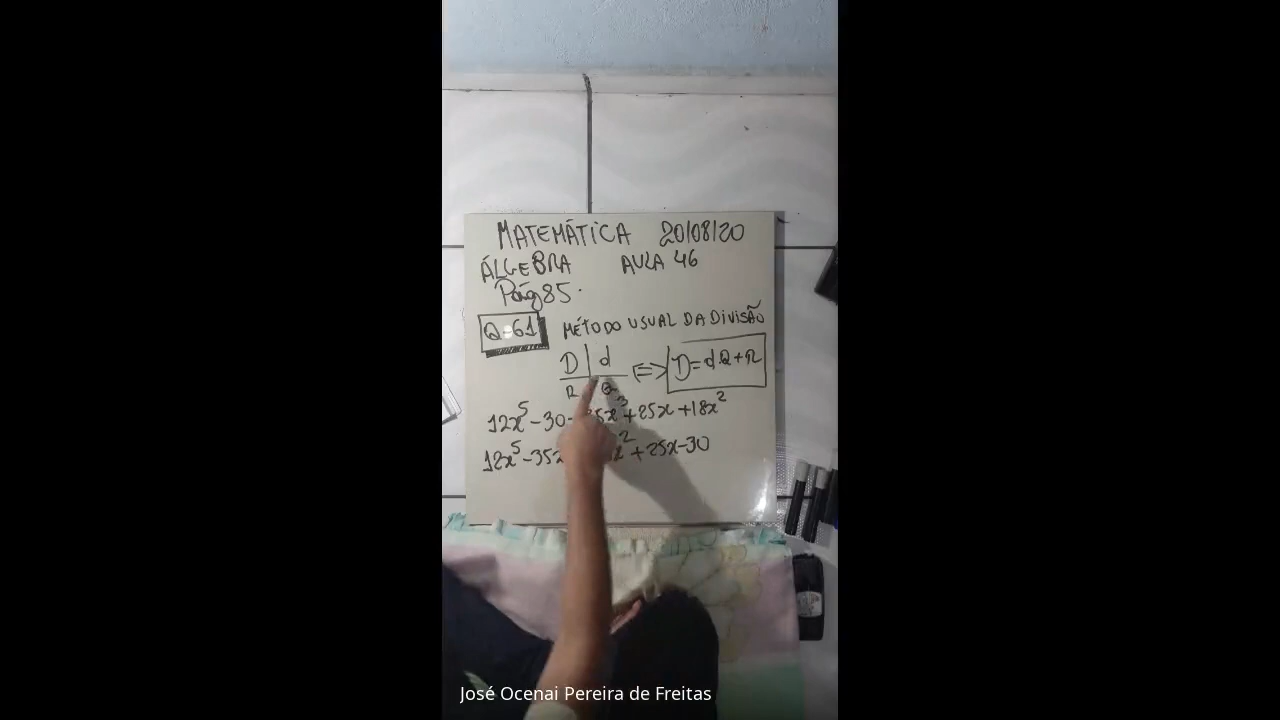 MATEMÁTICA 20/08/20
ÁLGEBRA AULA 46
Pág 85.
Q-61 MÉTODO USUAL DA DIVISÃO
D | d
R | Q <=> D=d.Q+R
12x⁵-30-35x³+25x+18x²
12x⁵-35x x²+25x-30
José Ocenai Pereira de Freitas